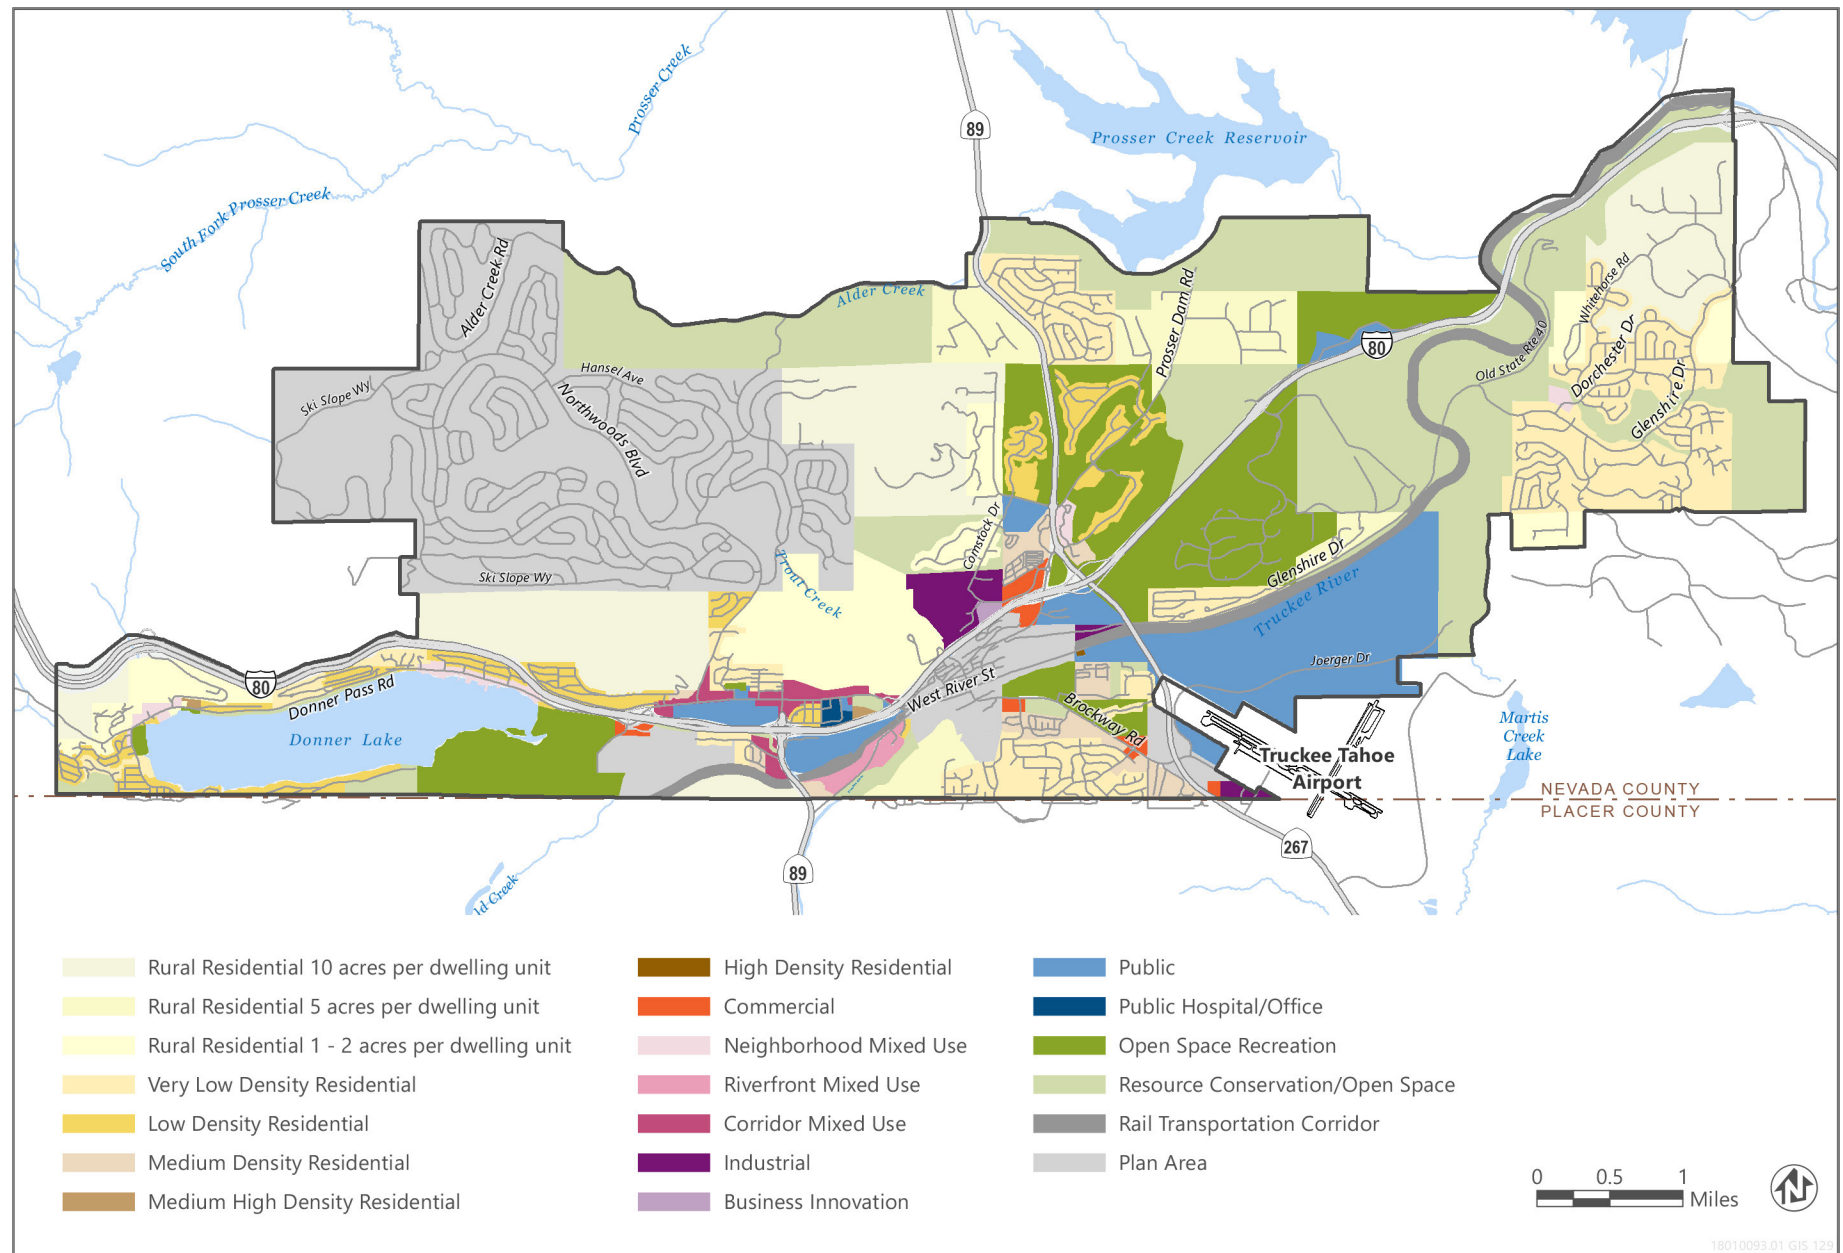 Prosser Creek
89
Prosser Creek Reservoir
South Fork Prosser Creek
Alder Creek Rd
Alder Creek
Prosser Dam Rd
Whitehorse Rd
80
Old State Rte 40
Dorchester Dr
Glenshire Dr
Hansel Ave
Ski Slope Wy
Northwoods Blvd
Comstock Dr
Trout Creek
Ski Slope Wy
Glenshire Dr
Truckee River
Joerger Dr
80
Donner Pass Rd
West River St
Brockway Rd
Donner Lake
Martis
Creek
Lake
Truckee Tahoe
Airport
NEVADA COUNTY
PLACER COUNTY
267
89
ld Creek
Rural Residential 10 acres per dwelling unit
Rural Residential 5 acres per dwelling unit
Rural Residential 1 - 2 acres per dwelling unit
Very Low Density Residential
Low Density Residential
Medium Density Residential
Medium High Density Residential
High Density Residential
Commercial
Neighborhood Mixed Use
Riverfront Mixed Use
Corridor Mixed Use
Industrial
Business Innovation
Public
Public Hospital/Office
Open Space Recreation
Resource Conservation/Open Space
Rail Transportation Corridor
Plan Area
0 0.5 1
Miles
N
18010093.01 GIS 129